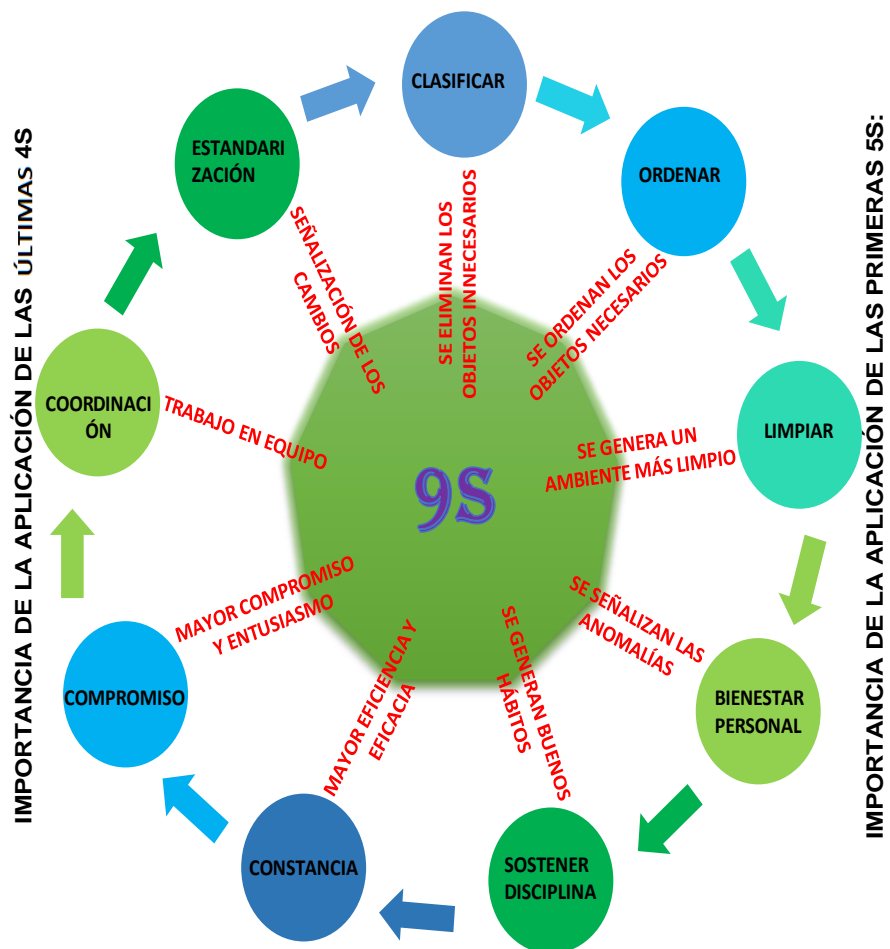 IMPORTANCIA DE LA APLICACIÓN DE LAS ÚLTIMAS 4S
IMPORTANCIA DE LA APLICACIÓN DE LAS PRIMERAS 5S:
CLASIFICAR
SE ELIMINAN LOS
OBJETOS INNECESARIOS
ORDENAR
SE ORDENAN LOS
OBJETOS NECESARIOS
LIMPIAR
SE GENERA UN
AMBIENTE MÁS LIMPIO
BIENESTAR
PERSONAL
SE SEÑALIZAN LAS
ANOMALÍAS
SOSTENER
DISCIPLINA
SE GENERAN BUENOS
HÁBITOS
CONSTANCIA
MAYOR EFICIENCIA Y
EFICACIA
COMPROMISO
MAYOR COMPROMISO
Y ENTUSIASMO
COORDINACI
ÓN
TRABAJO EN EQUIPO
ESTANDARI
ZACIÓN
SEÑALIZACIÓN DE LOS
CAMBIOS
9S